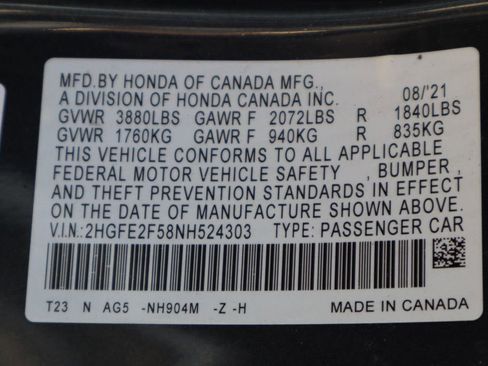 MFD.BY HONDA OF CANADA MFG., 08/'21
A DIVISION OF HONDA CANADA INC.
GVWR 3880LBS GAWR F 2072LBS R 1840LBS
GVWR 1760KG GAWR F 940KG R 835KG
THIS VEHICLE CONFORMS TO ALL APPLICABLE
FEDERAL MOTOR VEHICLE SAFETY, BUMPER,
AND THEFT PREVENTION STANDARDS IN EFFECT
ON THE DATE OF MANUFACTURE SHOWN ABOVE.
V.I.N:2HGFE2F58NH524303 TYPE: PASSENGER CAR
T23 N AG5 -NH904M -Z -H MADE IN CANADA